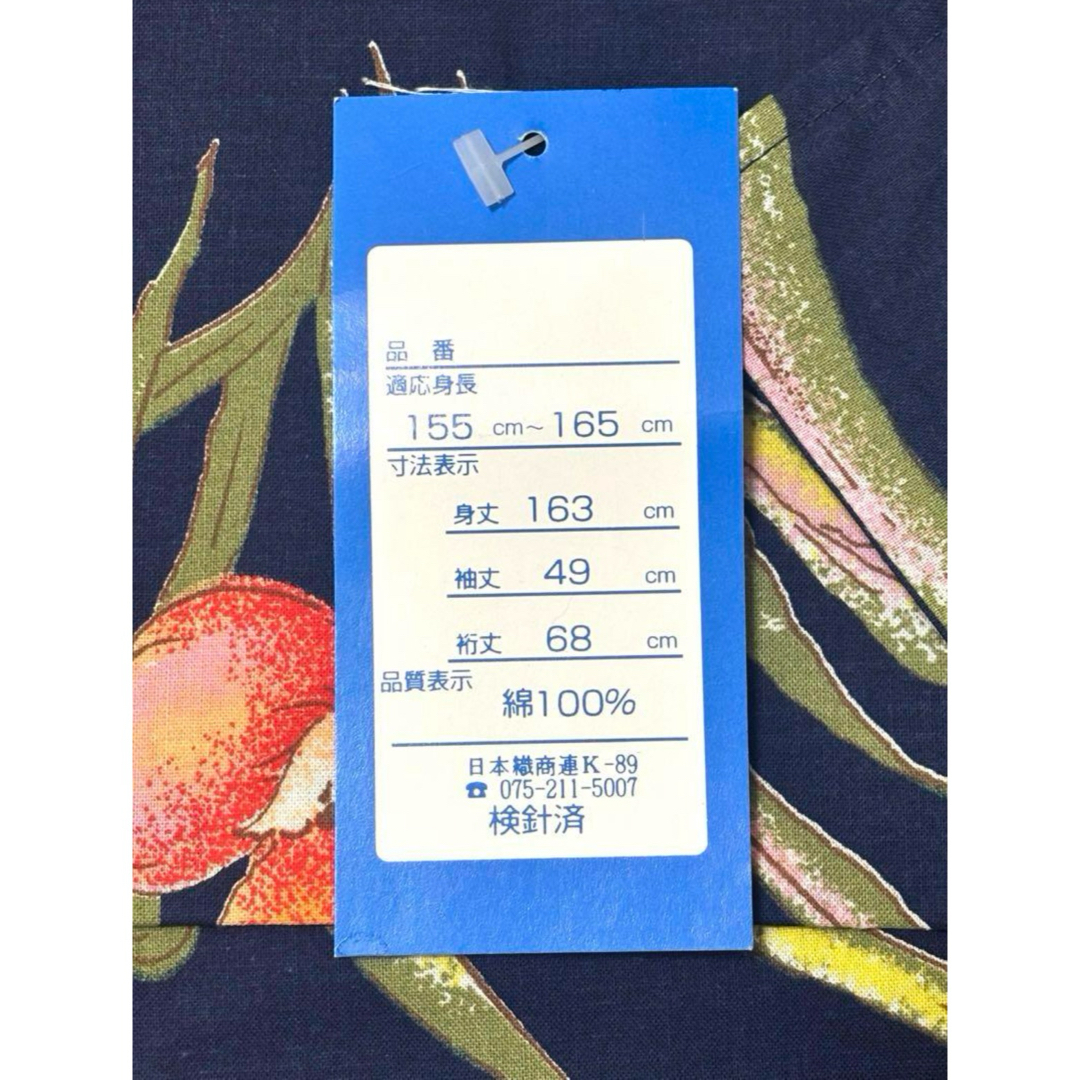 品 番
適応身長
155 cm~165 cm
寸法表示
身丈 163 cm
袖丈 49 cm
裄丈 68 cm
品質表示
綿100%
日本織商連K-89
☎ 075-211-5007
検針済